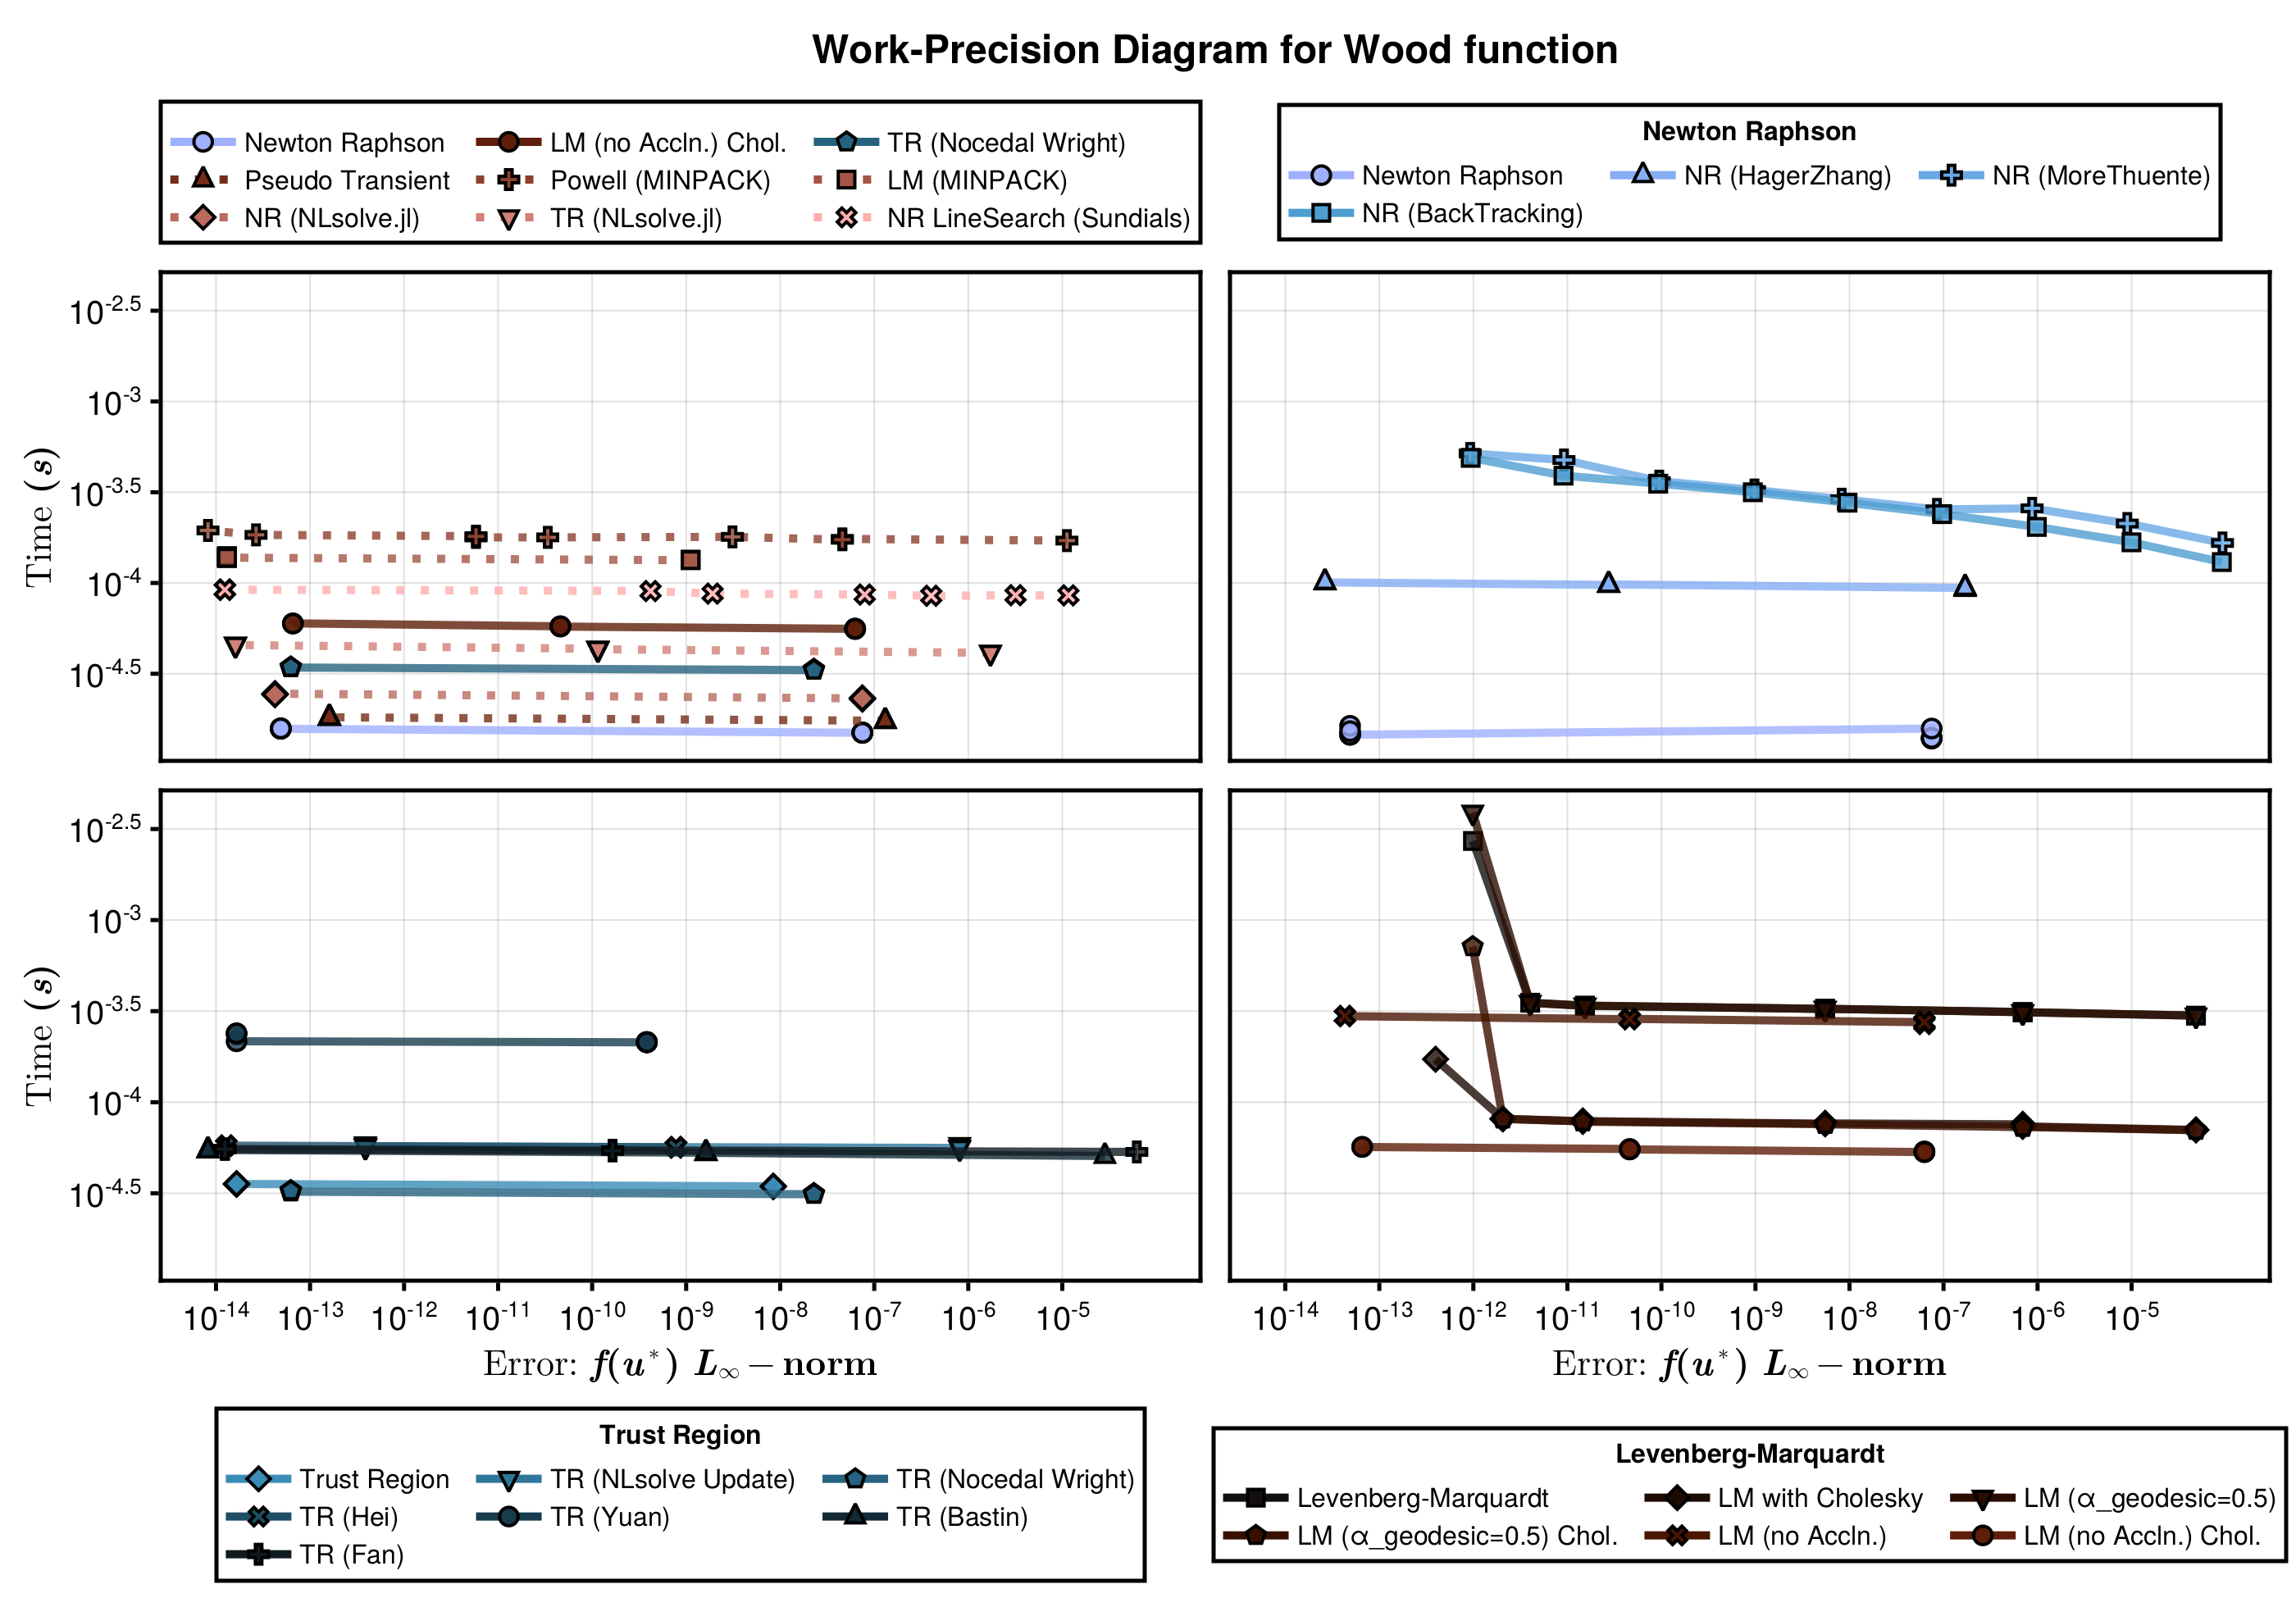 Work-Precision Diagram for Wood function
Newton Raphson LM (no Accln.) Chol. TR (Nocedal Wright)
Pseudo Transient Powell (MINPACK) LM (MINPACK)
NR (NLsolve.jl) TR (NLsolve.jl) NR LineSearch (Sundials)
Newton Raphson
Newton Raphson NR (HagerZhang) NR (MoreThuente)
NR (BackTracking)
Time (s)
10^-2.5
10^-3
10^-3.5
10^-4
10^-4.5
Time (s)
10^-2.5
10^-3
10^-3.5
10^-4
10^-4.5
10^-14 10^-13 10^-12 10^-11 10^-10 10^-9 10^-8 10^-7 10^-6 10^-5
Error: f(u*) L∞ − norm
10^-14 10^-13 10^-12 10^-11 10^-10 10^-9 10^-8 10^-7 10^-6 10^-5
Error: f(u*) L∞ − norm
Trust Region
Trust Region TR (NLsolve Update) TR (Nocedal Wright)
TR (Hei) TR (Yuan) TR (Bastin)
TR (Fan)
Levenberg-Marquardt
Levenberg-Marquardt LM with Cholesky LM (α_geodesic=0.5)
LM (α_geodesic=0.5) Chol. LM (no Accln.) LM (no Accln.) Chol.